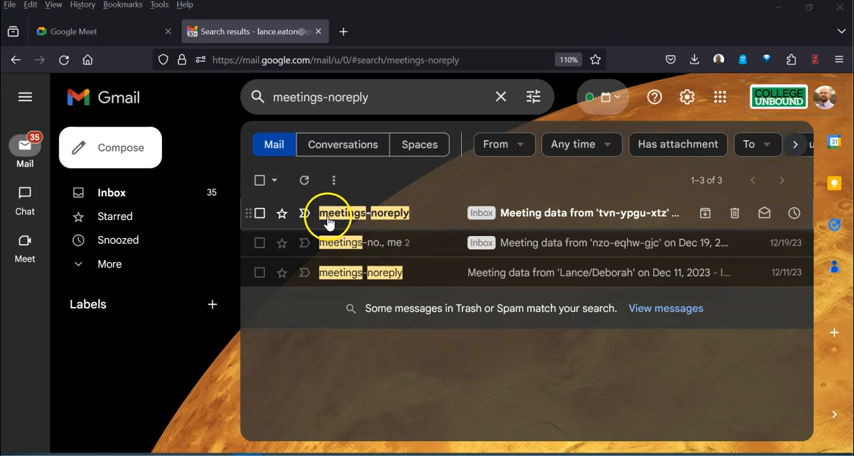 File Edit View History Bookmarks Tools Help
Google Meet Search results - lance.eaton@c
https://mail.google.com/mail/u/0/#search/meetings-noreply 110%
Gmail meetings-noreply COLLEGE UNBOUND
35
Mail
Chat
Meet
Compose
Inbox 35
Starred
Snoozed
More
Labels
Mail Conversations Spaces From Any time Has attachment To
1–3 of 3
meetings-noreply Inbox Meeting data from 'tvn-ypgu-xtz' ...
meetings-no., me 2 Inbox Meeting data from 'nzo-eqhw-gjc' on Dec 19, 2... 12/19/23
meetings-noreply Meeting data from 'Lance/Deborah' on Dec 11, 2023 - I... 12/11/23
Some messages in Trash or Spam match your search. View messages